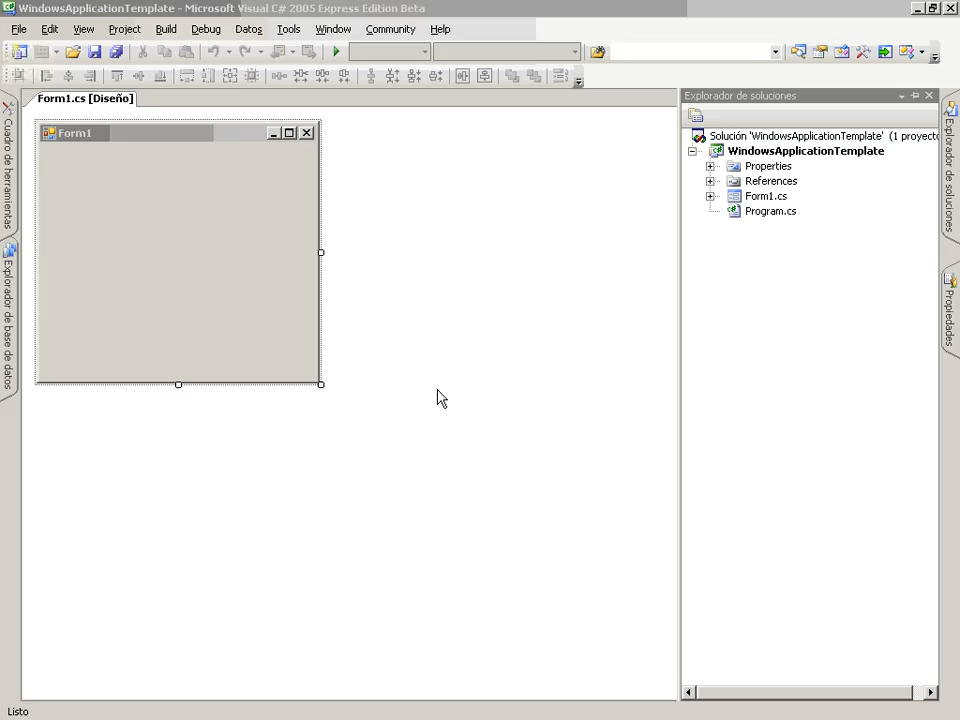 WindowsApplicationTemplate - Microsoft Visual C# 2005 Express Edition Beta
File Edit View Project Build Debug Datos Tools Window Community Help
Form1.cs [Diseño]
Form1
Cuadro de herramientas
Explorador de base de datos
Explorador de soluciones
Solución 'WindowsApplicationTemplate' (1 proyecto
WindowsApplicationTemplate
Properties
References
Form1.cs
Program.cs
Explorador de soluciones
Propiedades
Listo